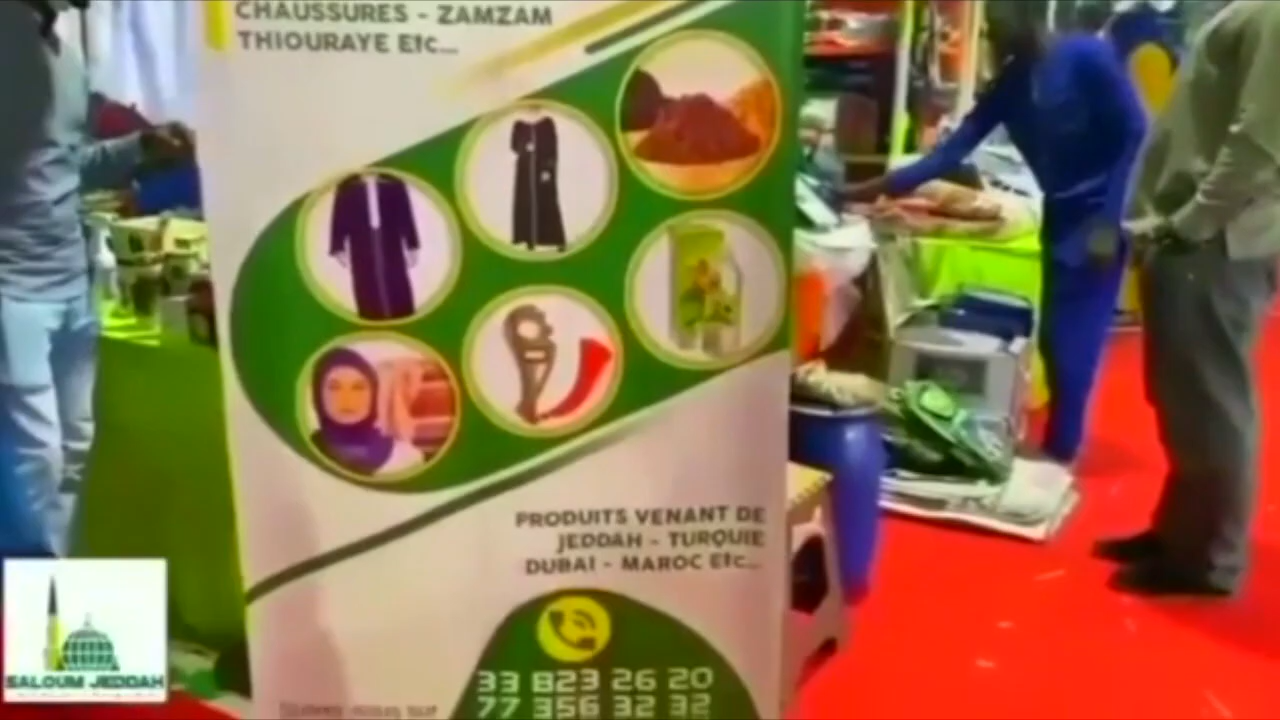 CHAUSSURES - ZAMZAM
THIOURAYE Etc...
PRODUITS VENANT DE
JEDDAH - TURQUIE
DUBAI - MAROC Etc...
33 823 26 20
77 356 32 32
SALOUM JEDDAH